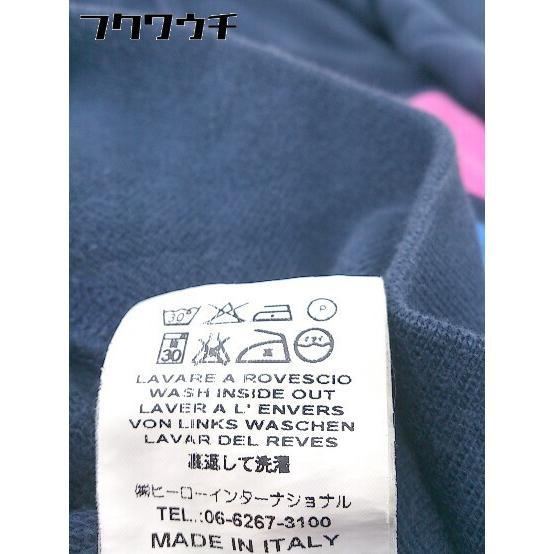 フクワウチ
30°
P
30
高
LAVARE A ROVESCIO
WASH INSIDE OUT
LAVER A L' ENVERS
VON LINKS WASCHEN
LAVAR DEL REVES
裏返して洗濯
㈱ヒーローインターナショナル
TEL.:06-6267-3100
MADE IN ITALY